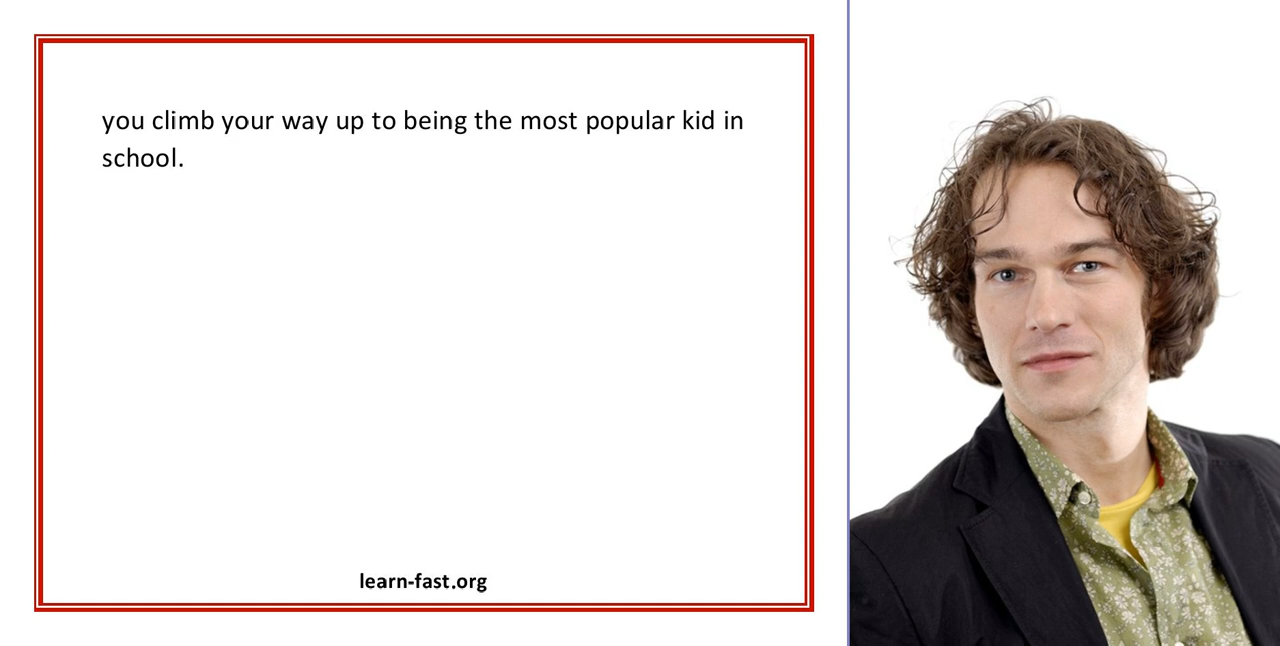 you climb your way up to being the most popular kid in
school.
learn-fast.org